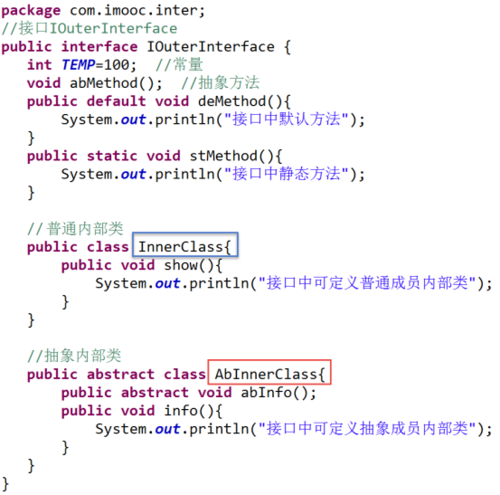 package com.imooc.inter;
//接口IOuterInterface
public interface IOuterInterface {
    int TEMP=100;  //常量
    void abMethod();  //抽象方法
    public default void deMethod(){
        System.out.println("接口中默认方法");
    }
    public static void stMethod(){
        System.out.println("接口中静态方法");
    }

    //普通内部类
    public class InnerClass{
        public void show(){
            System.out.println("接口中可定义普通成员内部类");
        }
    }

    //抽象内部类
    public abstract class AbInnerClass{
        public abstract void abInfo();
        public void info(){
            System.out.println("接口中可定义抽象成员内部类");
        }
    }
}